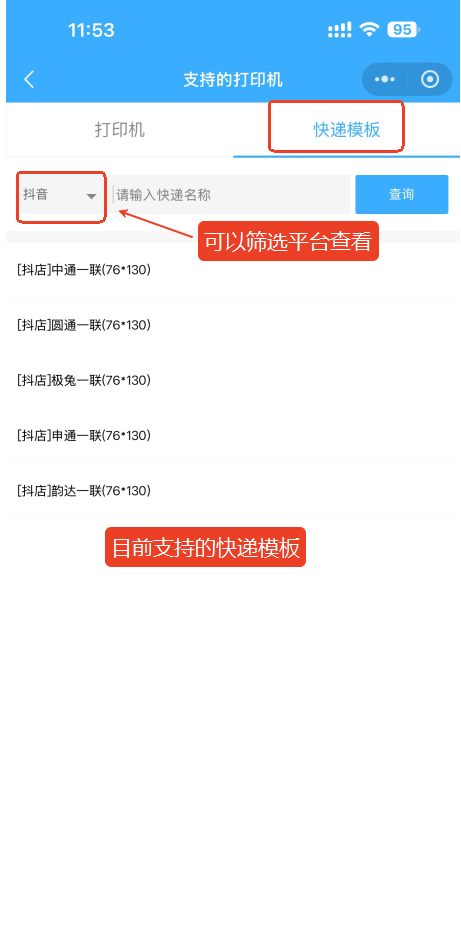 11:53
95
支持的打印机
打印机
快递模板
抖音
请输入快递名称
查询
可以筛选平台查看
[抖店]中通一联(76*130)
[抖店]圆通一联(76*130)
[抖店]极兔一联(76*130)
[抖店]申通一联(76*130)
[抖店]韵达一联(76*130)
目前支持的快递模板